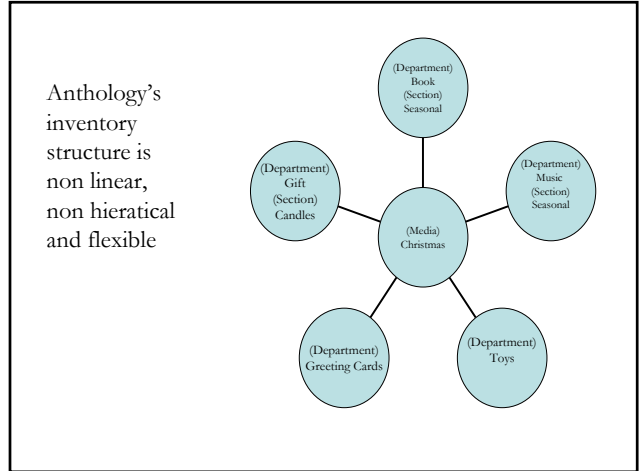 Anthology’s
inventory
structure is
non linear,
non hieratical
and flexible
(Department)
Book
(Section)
Seasonal
(Department)
Gift
(Section)
Candles
(Department)
Music
(Section)
Seasonal
(Media)
Christmas
(Department)
Greeting Cards
(Department)
Toys